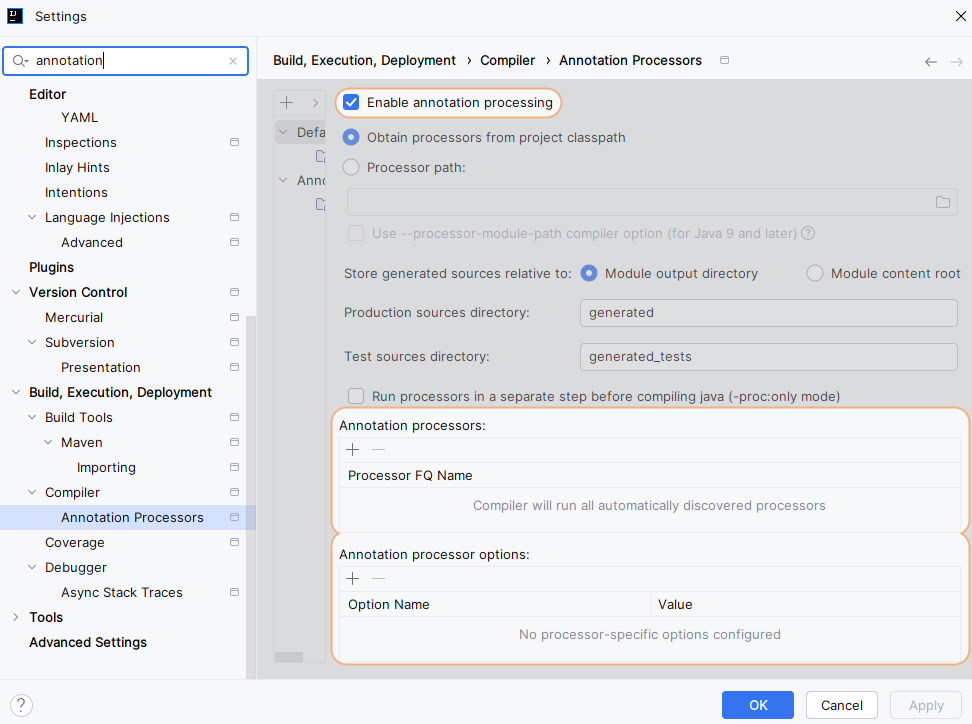 Settings
annotation
Build, Execution, Deployment › Compiler › Annotation Processors
Editor
YAML
Inspections
Inlay Hints
Intentions
Language Injections
Advanced
Plugins
Version Control
Mercurial
Subversion
Presentation
Build, Execution, Deployment
Build Tools
Maven
Importing
Compiler
Annotation Processors
Coverage
Debugger
Async Stack Traces
Tools
Advanced Settings
Defa
Anno
Enable annotation processing
Obtain processors from project classpath
Processor path:
Use --processor-module-path compiler option (for Java 9 and later) ?
Store generated sources relative to: Module output directory Module content root
Production sources directory: generated
Test sources directory: generated_tests
Run processors in a separate step before compiling java (-proc:only mode)
Annotation processors:
Processor FQ Name
Compiler will run all automatically discovered processors
Annotation processor options:
Option Name Value
No processor-specific options configured
? OK Cancel Apply